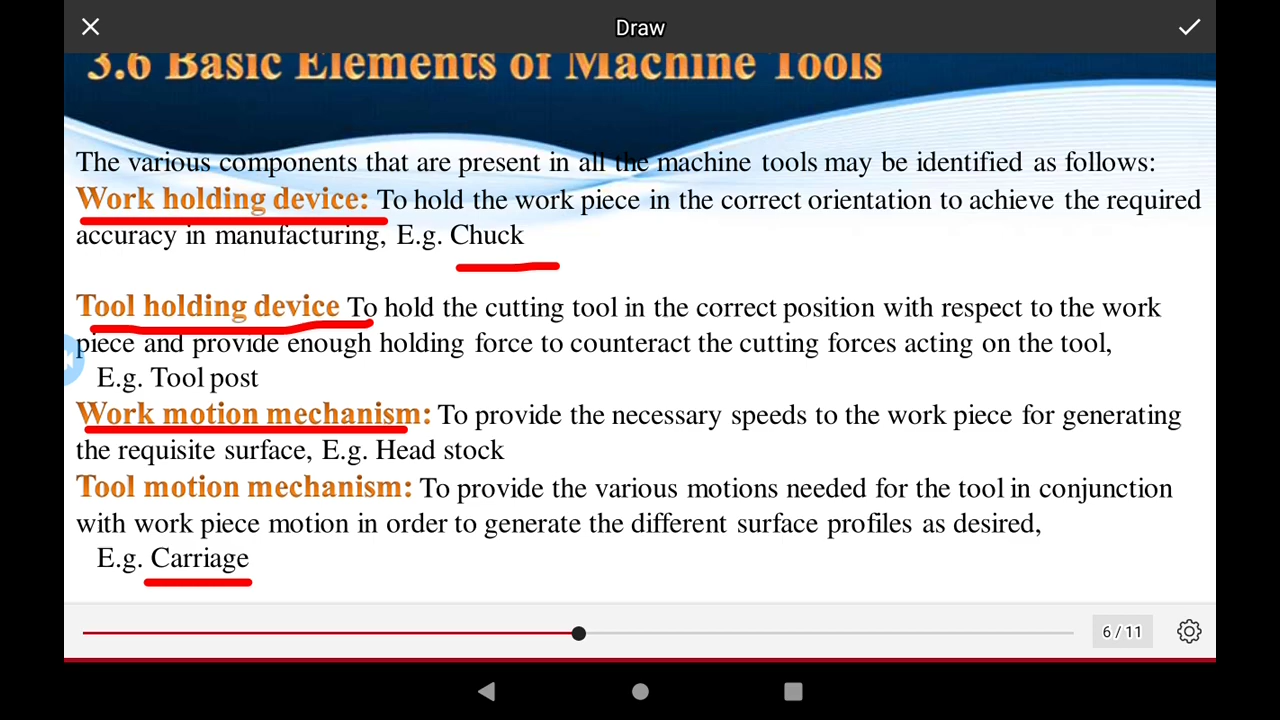 Draw
3.6 Basic Elements of Machine Tools
The various components that are present in all the machine tools may be identified as follows:
Work holding device: To hold the work piece in the correct orientation to achieve the required
accuracy in manufacturing, E.g. Chuck
Tool holding device To hold the cutting tool in the correct position with respect to the work
piece and provide enough holding force to counteract the cutting forces acting on the tool,
E.g. Tool post
Work motion mechanism: To provide the necessary speeds to the work piece for generating
the requisite surface, E.g. Head stock
Tool motion mechanism: To provide the various motions needed for the tool in conjunction
with work piece motion in order to generate the different surface profiles as desired,
E.g. Carriage
6 / 11